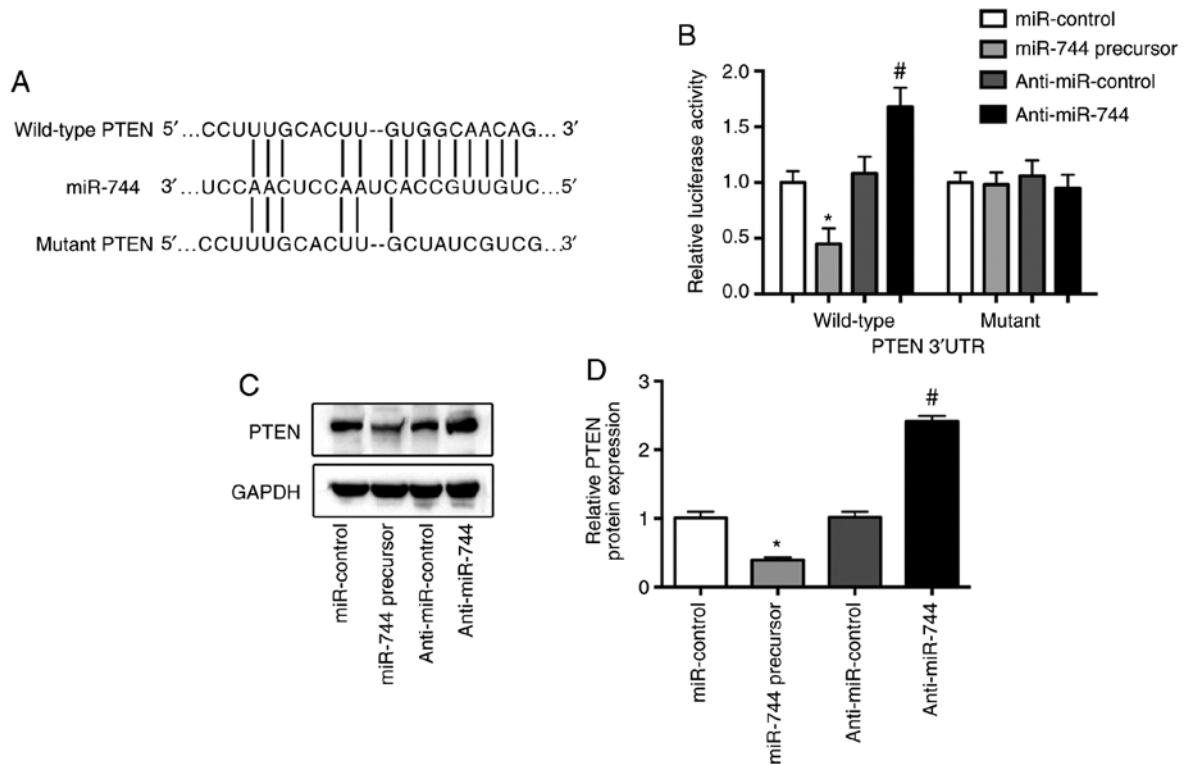 A
Wild-type PTEN 5′...CCUUUGCACUU--GUGGCAACAG... 3′
miR-744 3′...UCCAACUCCAAUCACCGUUGUC... 5′
Mutant PTEN 5′...CCUUUGCACUU--GCUAUCGUCG...3′
B
miR-control
miR-744 precursor
Anti-miR-control
Anti-miR-744
Relative luciferase activity
2.0
1.5
1.0
0.5
0.0
*
#
Wild-type Mutant
PTEN 3′UTR
C
PTEN
GAPDH
miR-control
miR-744 precursor
Anti-miR-control
Anti-miR-744
D
Relative PTEN
protein expression
3
2
1
0
*
#
miR-control
miR-744 precursor
Anti-miR-control
Anti-miR-744